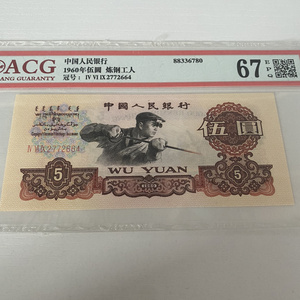 ACG
GUARANTY
中国人民银行
1960年伍圆 炼钢工人
冠号： IV VI IX 2772664
88336780
67 EPQ
中国人民银行
伍圆
IV VI IX 2772664
WU YUAN
5
5